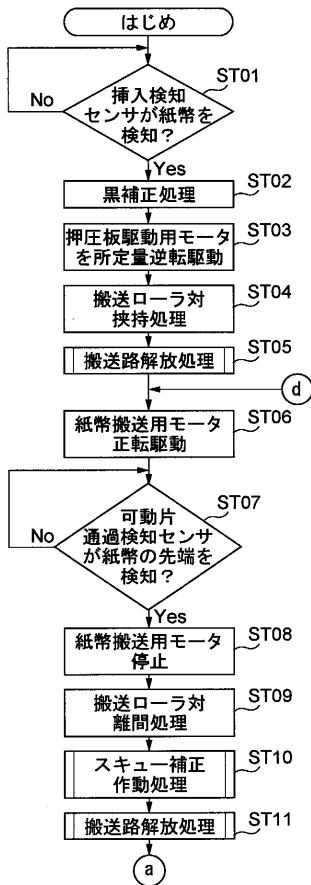 はじめ
ST01
挿入検知
センサが紙幣を
検知？
No
Yes
ST02
黒補正処理
ST03
押圧板駆動用モータ
を所定量逆転駆動
ST04
搬送ローラ対
挟持処理
ST05
搬送路解放処理
d
ST06
紙幣搬送用モータ
正転駆動
ST07
可動片
通過検知センサ
が紙幣の先端を
検知？
No
Yes
ST08
紙幣搬送用モータ
停止
ST09
搬送ローラ対
離間処理
ST10
スキュー補正
作動処理
ST11
搬送路解放処理
a